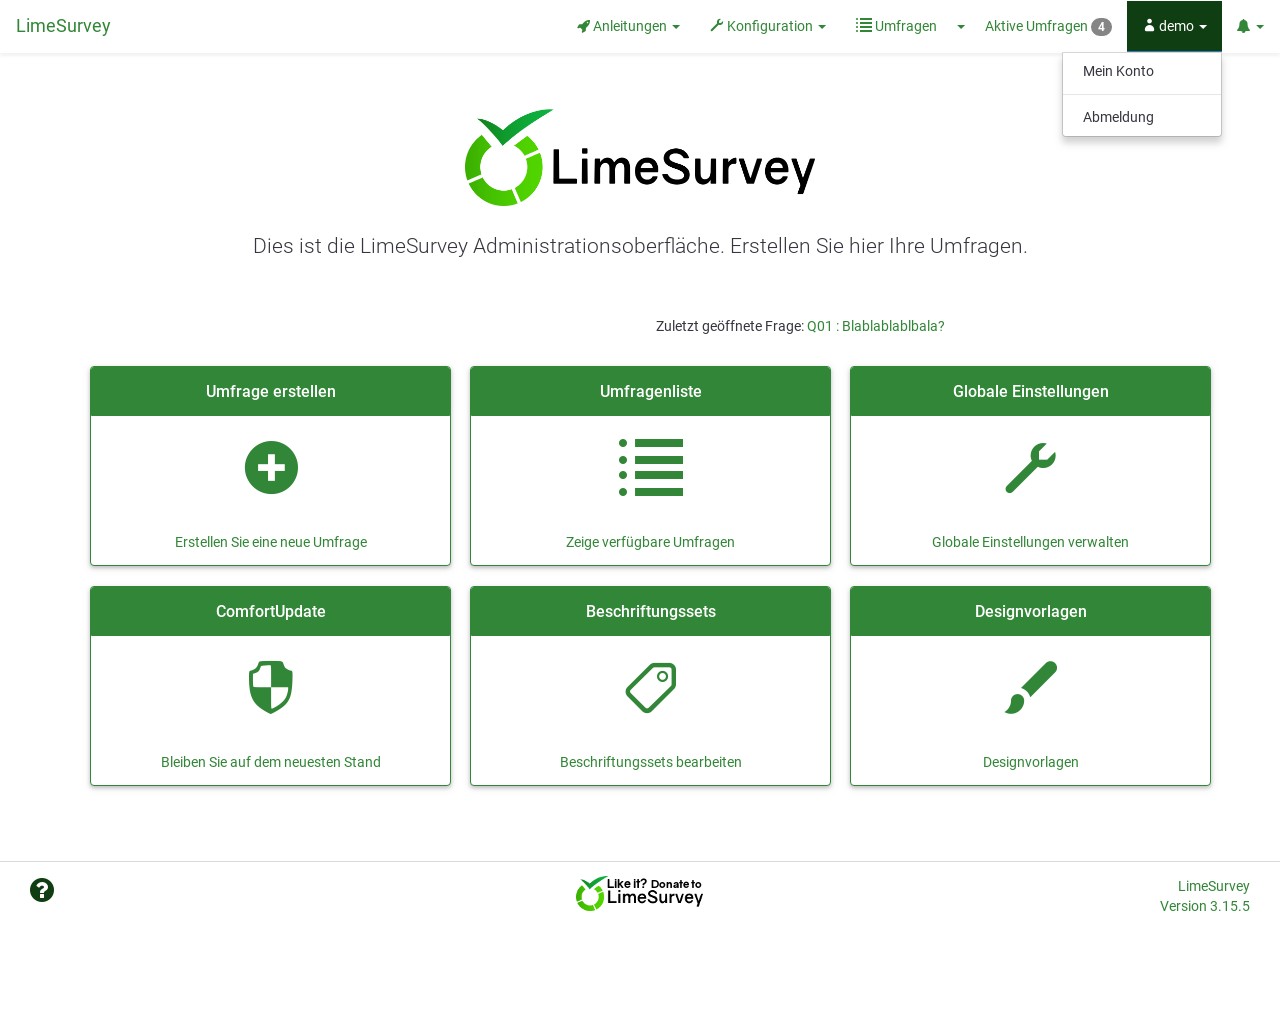 LimeSurvey
Anleitungen
Konfiguration
Umfragen
Aktive Umfragen 4
demo
Mein Konto
Abmeldung
LimeSurvey
Dies ist die LimeSurvey Administrationsoberfläche. Erstellen Sie hier Ihre Umfragen.
Zuletzt geöffnete Frage: Q01 : Blablablablbala?
Umfrage erstellen
Erstellen Sie eine neue Umfrage
Umfragenliste
Zeige verfügbare Umfragen
Globale Einstellungen
Globale Einstellungen verwalten
ComfortUpdate
Bleiben Sie auf dem neuesten Stand
Beschriftungssets
Beschriftungssets bearbeiten
Designvorlagen
Designvorlagen
Like it? Donate to
LimeSurvey
LimeSurvey
Version 3.15.5